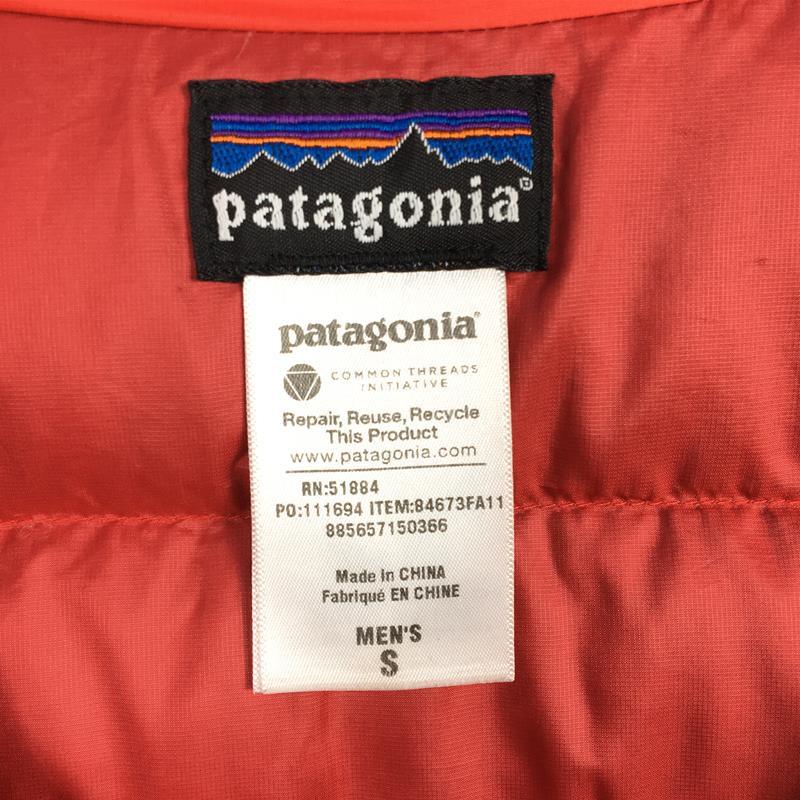 patagonia®
patagonia®
COMMON THREADS
INITIATIVE
Repair, Reuse, Recycle
This Product
www.patagonia.com
RN:51884
PO:111694 ITEM:84673FA11
885657150366
Made in CHINA
Fabriqué EN CHINE
MEN'S
S